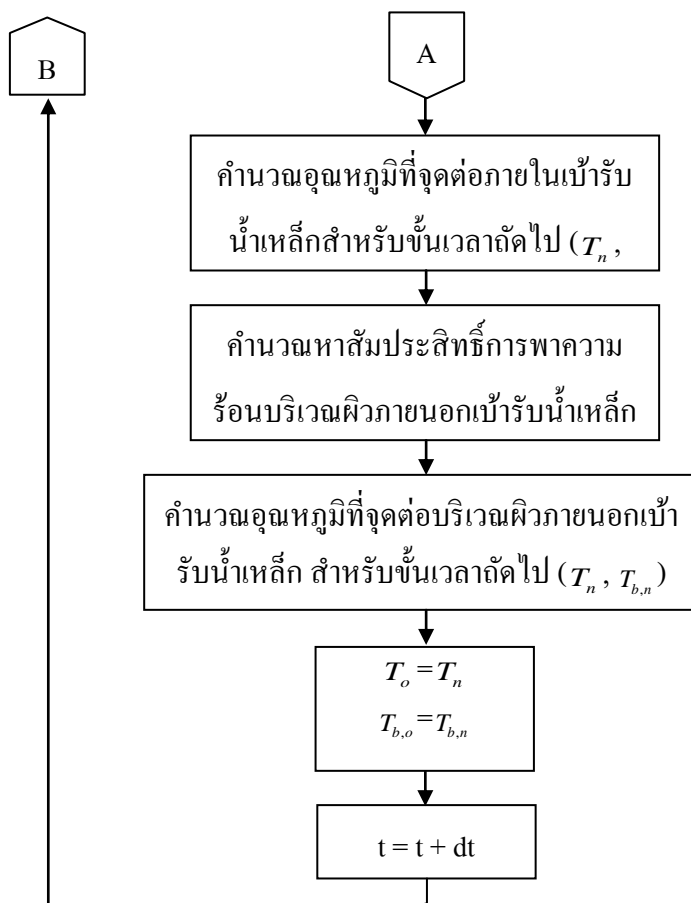 B
A
คำนวณอุณหภูมิที่จุดต่อภายในเบ้ารับ
น้ำเหล็กสำหรับขั้นเวลาถัดไป (T_n ,
คำนวณหาสัมประสิทธิ์การพาความ
ร้อนบริเวณผิวภายนอกเบ้ารับน้ำเหล็ก
คำนวณอุณหภูมิที่จุดต่อบริเวณผิวภายนอกเบ้า
รับน้ำเหล็ก สำหรับขั้นเวลาถัดไป (T_n , T_{b,n})
T_o = T_n
T_{b,o} = T_{b,n}
t = t + dt